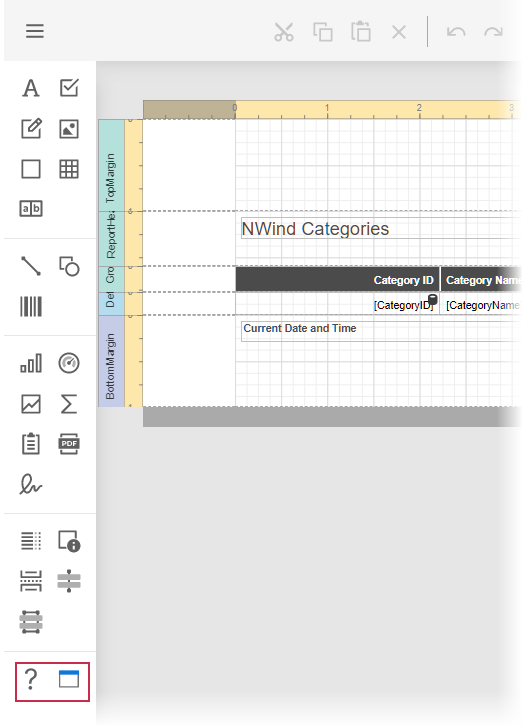 A
a b
PDF
?
0 1 2 3
TopMargin
ReportHe
Gro
Det
BottomMargin
NWind Categories
Category ID Category Name
[CategoryID] [CategoryName
Current Date and Time